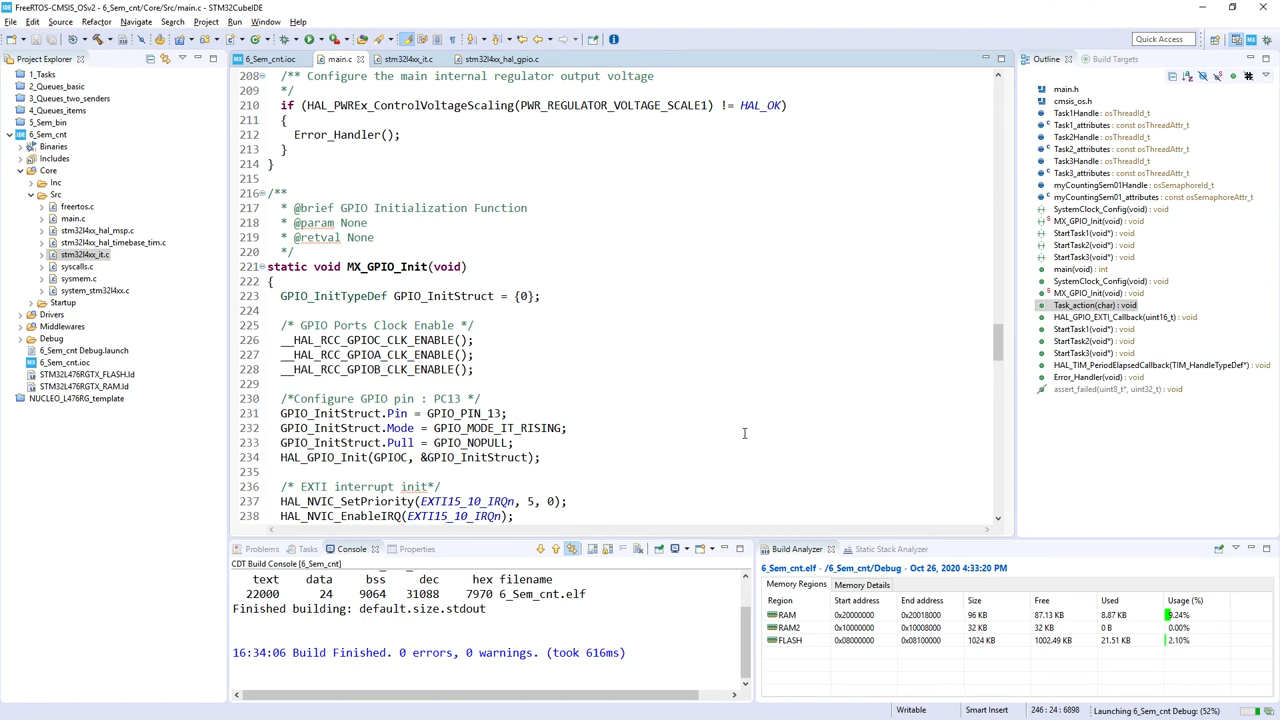 FreeRTOS-CMSIS_OSv2 - 6_Sem_cnt/Core/Src/main.c - STM32CubeIDE
File Edit Source Refactor Navigate Search Project Run Window Help
Quick Access
Project Explorer
1_Tasks
2_Queues_basic
3_Queues_two_senders
4_Queues_items
5_Sem_bin
6_Sem_cnt
Binaries
Includes
Core
Inc
Src
freertos.c
main.c
stm32l4xx_hal_msp.c
stm32l4xx_hal_timebase_tim.c
stm32l4xx_it.c
syscalls.c
sysmem.c
system_stm32l4xx.c
Startup
Drivers
Middlewares
Debug
6_Sem_cnt Debug.launch
6_Sem_cnt.ioc
STM32L476RGTX_FLASH.ld
STM32L476RGTX_RAM.ld
NUCLEO_L476RG_template
6_Sem_cnt.ioc main.c stm32l4xx_it.c stm32l4xx_hal_gpio.c
208 /** Configure the main internal regulator output voltage
209 */
210 if (HAL_PWREx_ControlVoltageScaling(PWR_REGULATOR_VOLTAGE_SCALE1) != HAL_OK)
211 {
212 Error_Handler();
213 }
214 }
215
216 /**
217 * @brief GPIO Initialization Function
218 * @param None
219 * @retval None
220 */
221 static void MX_GPIO_Init(void)
222 {
223 GPIO_InitTypeDef GPIO_InitStruct = {0};
224
225 /* GPIO Ports Clock Enable */
226 __HAL_RCC_GPIOC_CLK_ENABLE();
227 __HAL_RCC_GPIOA_CLK_ENABLE();
228 __HAL_RCC_GPIOB_CLK_ENABLE();
229
230 /*Configure GPIO pin : PC13 */
231 GPIO_InitStruct.Pin = GPIO_PIN_13;
232 GPIO_InitStruct.Mode = GPIO_MODE_IT_RISING;
233 GPIO_InitStruct.Pull = GPIO_NOPULL;
234 HAL_GPIO_Init(GPIOC, &GPIO_InitStruct);
235
236 /* EXTI interrupt init*/
237 HAL_NVIC_SetPriority(EXTI15_10_IRQn, 5, 0);
238 HAL_NVIC_EnableIRQ(EXTI15_10_IRQn);
Outline Build Targets
main.h
cmsis_os.h
Task1Handle : osThreadId_t
Task1_attributes : const osThreadAttr_t
Task2Handle : osThreadId_t
Task2_attributes : const osThreadAttr_t
Task3Handle : osThreadId_t
Task3_attributes : const osThreadAttr_t
myCountingSem01Handle : osSemaphoreId_t
myCountingSem01_attributes : const osSemaphoreAttr_t
SystemClock_Config(void) : void
MX_GPIO_Init(void) : void
StartTask1(void*) : void
StartTask2(void*) : void
StartTask3(void*) : void
main(void) : int
SystemClock_Config(void) : void
MX_GPIO_Init(void) : void
Task_action(char) : void
HAL_GPIO_EXTI_Callback(uint16_t) : void
StartTask1(void*) : void
StartTask2(void*) : void
StartTask3(void*) : void
HAL_TIM_PeriodElapsedCallback(TIM_HandleTypeDef*) : void
Error_Handler(void) : void
assert_failed(uint8_t*, uint32_t) : void
Problems Tasks Console Properties
CDT Build Console [6_Sem_cnt]
text data bss dec hex filename
22000 24 9064 31088 7970 6_Sem_cnt.elf
Finished building: default.size.stdout
16:34:06 Build Finished. 0 errors, 0 warnings. (took 616ms)
Build Analyzer Static Stack Analyzer
6_Sem_cnt.elf - /6_Sem_cnt/Debug - Oct 26, 2020 4:33:20 PM
Memory Regions Memory Details
Region Start address End address Size Free Used Usage (%)
RAM 0x20000000 0x20018000 96 KB 87.13 KB 8.87 KB 9.24%
RAM2 0x10000000 0x10008000 32 KB 32 KB 0 B 0.00%
FLASH 0x08000000 0x08100000 1024 KB 1002.49 KB 21.51 KB 2.10%
Writable Smart Insert 246 : 24 : 6898 Launching 6_Sem_cnt Debug: (52%)